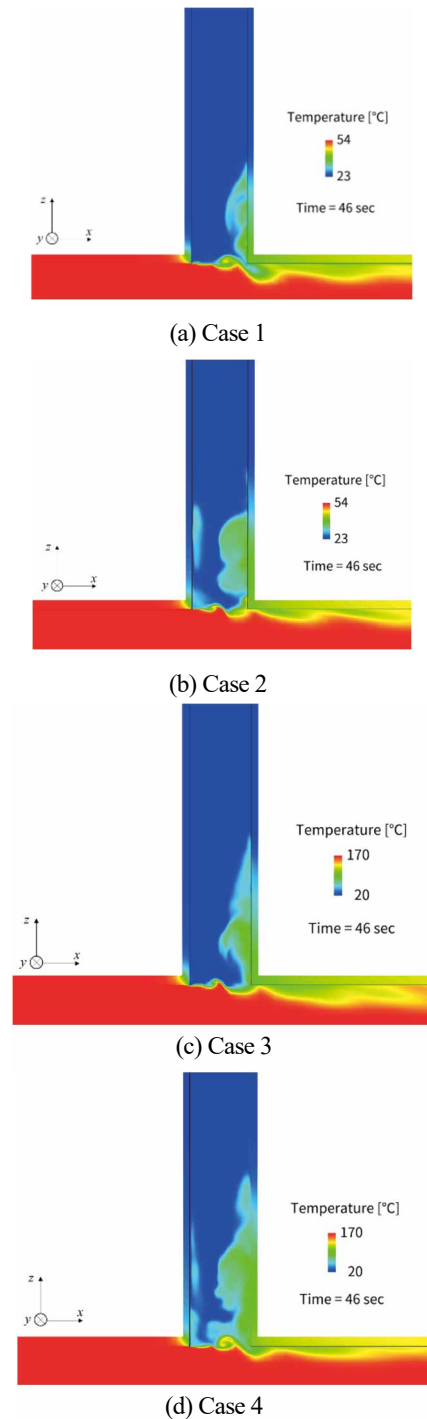 Temperature [°C]
54
23
Time = 46 sec
z
y
x
(a) Case 1
Temperature [°C]
54
23
Time = 46 sec
z
y
x
(b) Case 2
Temperature [°C]
170
20
Time = 46 sec
z
y
x
(c) Case 3
Temperature [°C]
170
20
Time = 46 sec
z
y
x
(d) Case 4